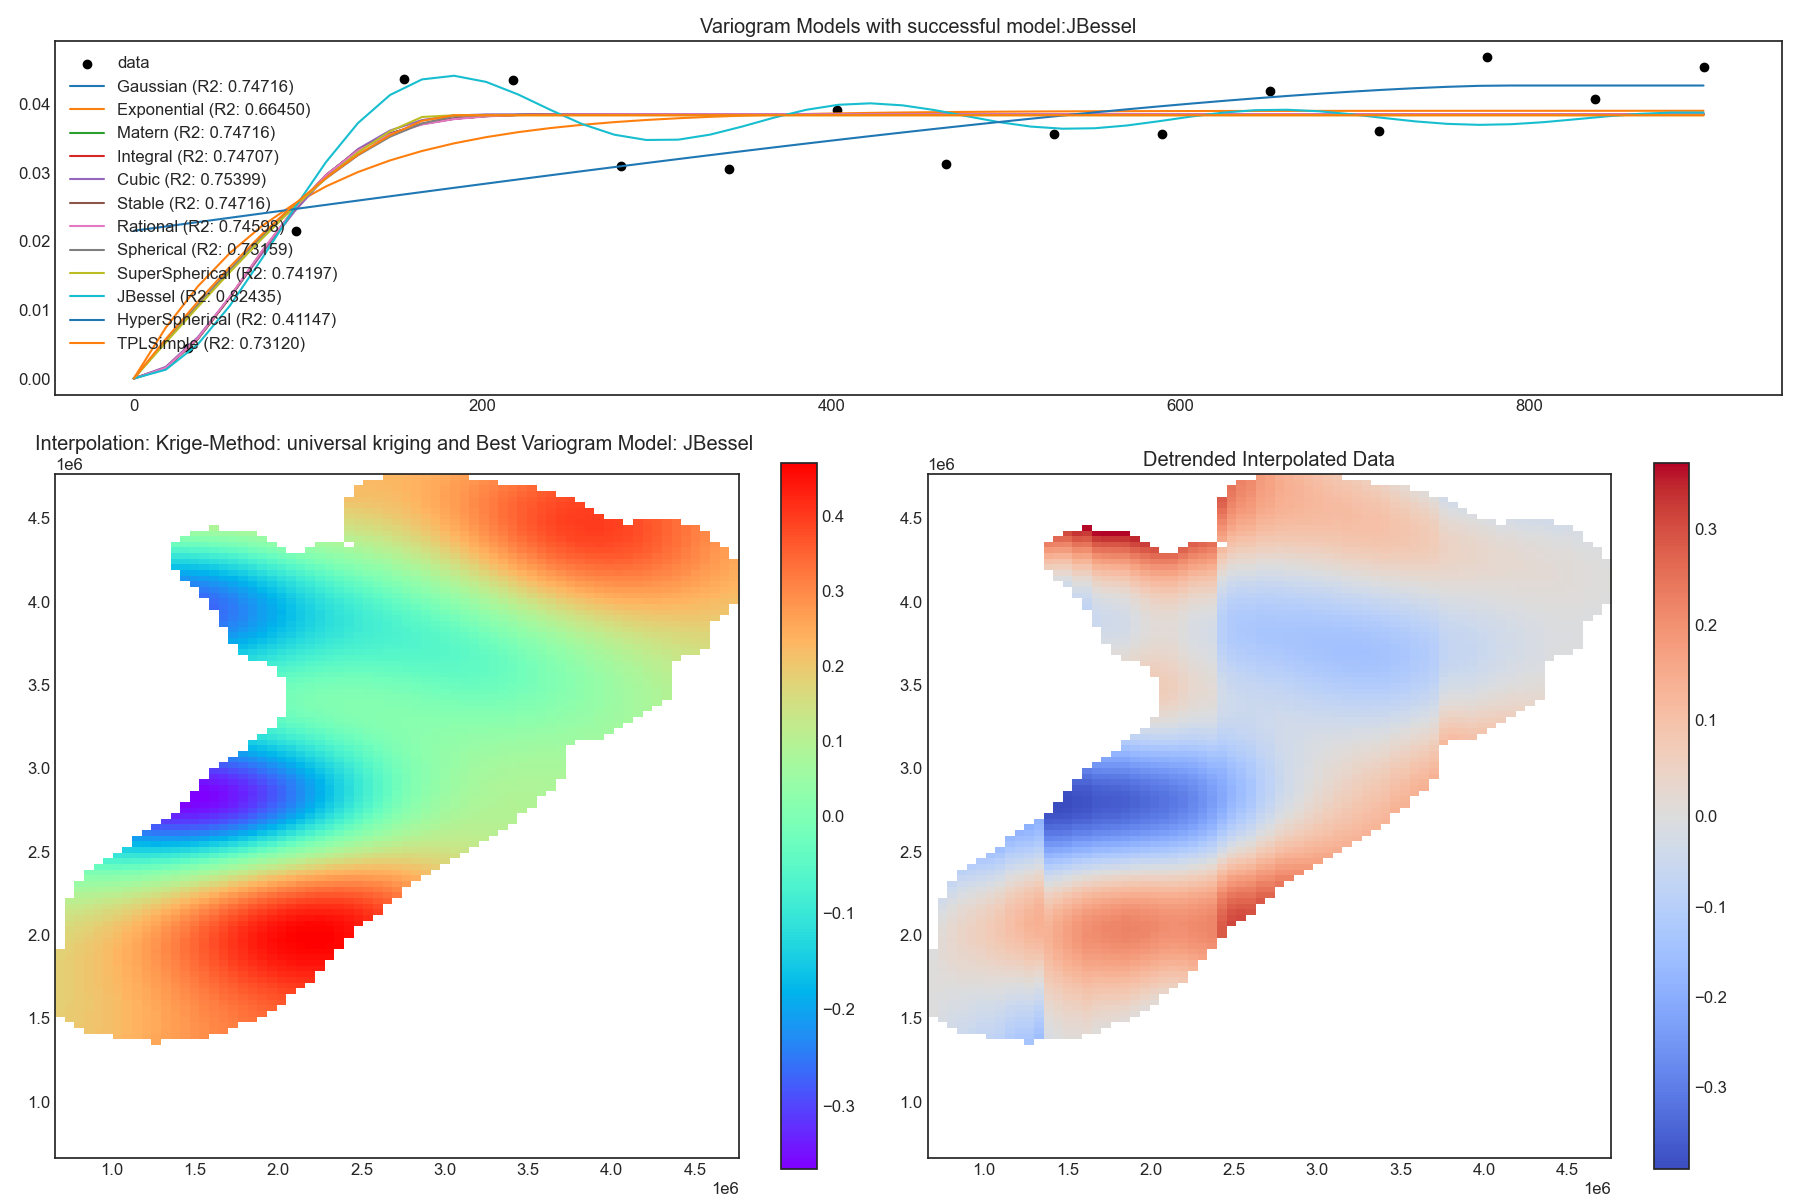 Variogram Models with successful model:JBessel
data
Gaussian (R2: 0.74716)
Exponential (R2: 0.66450)
Matern (R2: 0.74716)
Integral (R2: 0.74707)
Cubic (R2: 0.75399)
Stable (R2: 0.74716)
Rational (R2: 0.74598)
Spherical (R2: 0.73159)
SuperSpherical (R2: 0.74197)
JBessel (R2: 0.82435)
HyperSpherical (R2: 0.41147)
TPLSimple (R2: 0.73120)
0.04
0.03
0.02
0.01
0.00
0 200 400 600 800
Interpolation: Krige-Method: universal kriging and Best Variogram Model: JBessel
1e6
4.5
4.0
3.5
3.0
2.5
2.0
1.5
1.0
1.0 1.5 2.0 2.5 3.0 3.5 4.0 4.5
1e6
0.4
0.3
0.2
0.1
0.0
−0.1
−0.2
−0.3
Detrended Interpolated Data
1e6
4.5
4.0
3.5
3.0
2.5
2.0
1.5
1.0
1.0 1.5 2.0 2.5 3.0 3.5 4.0 4.5
1e6
0.3
0.2
0.1
0.0
−0.1
−0.2
−0.3